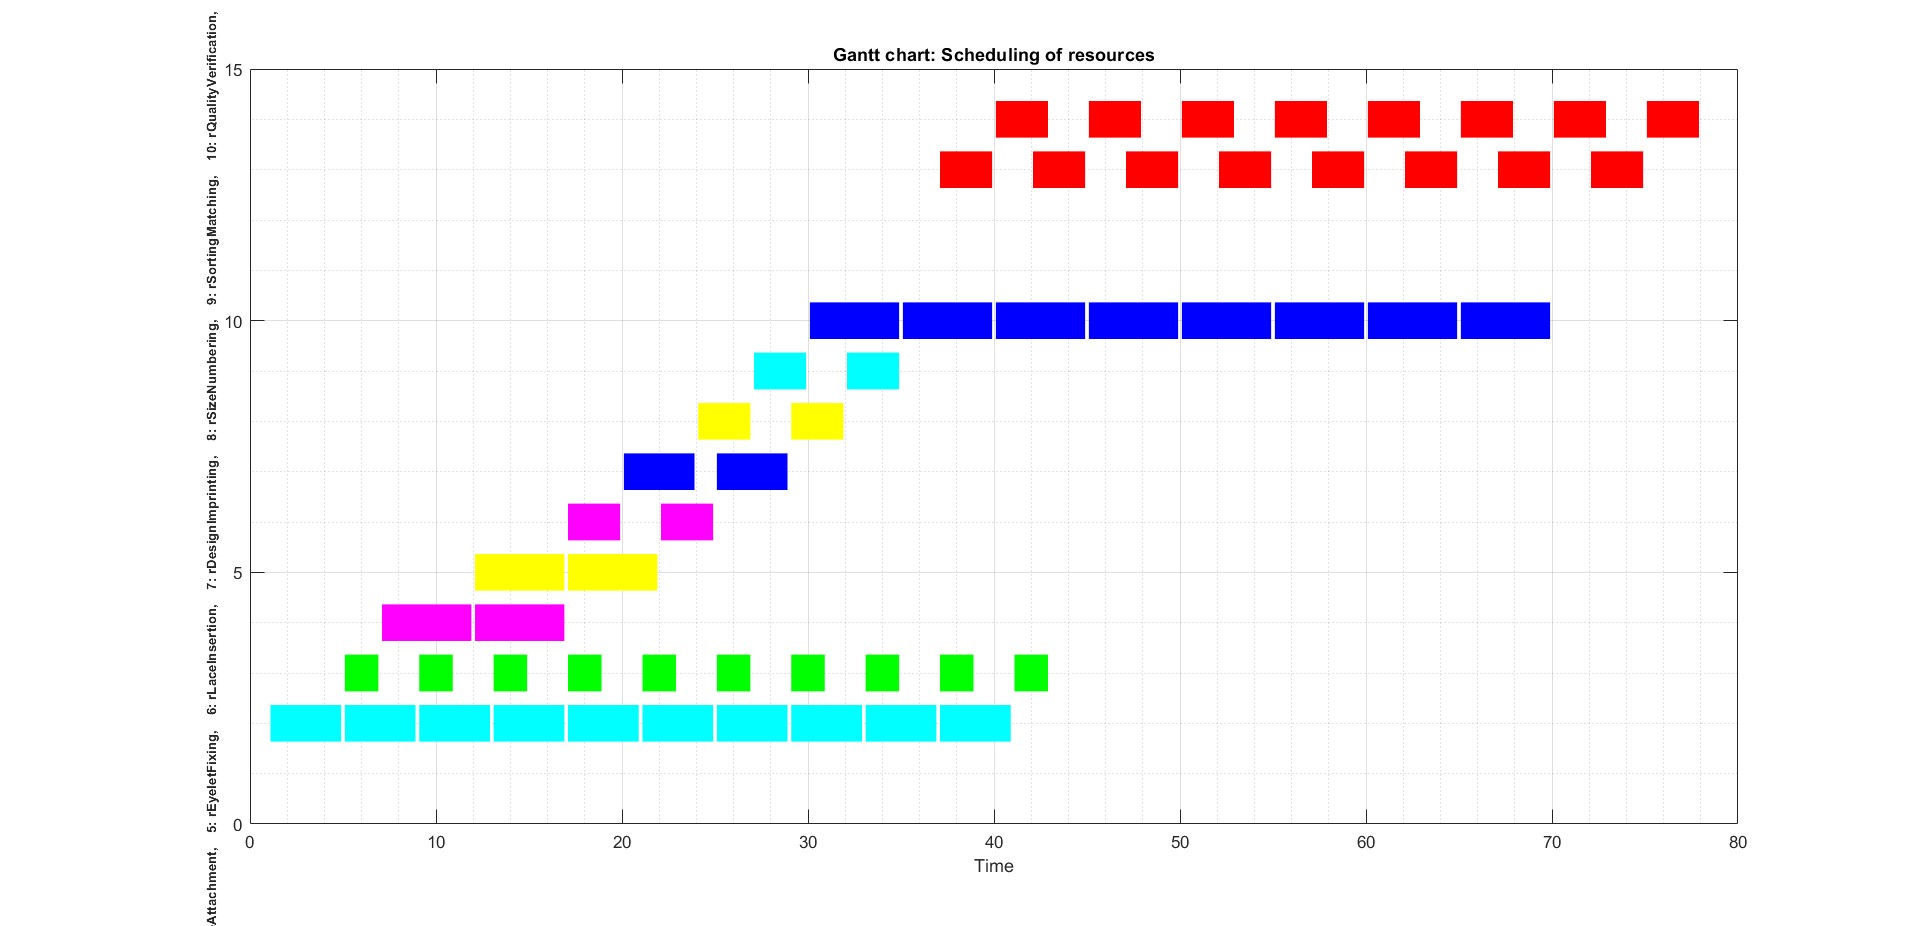 Gantt chart: Scheduling of resources
Attachment, 5: rEyeletFixing, 6: rLaceInsertion, 7: rDesignImprinting, 8: rSizeNumbering, 9: rSortingMatching, 10: rQualityVerification,
15
10
5
0
0 10 20 30 40 50 60 70 80
Time